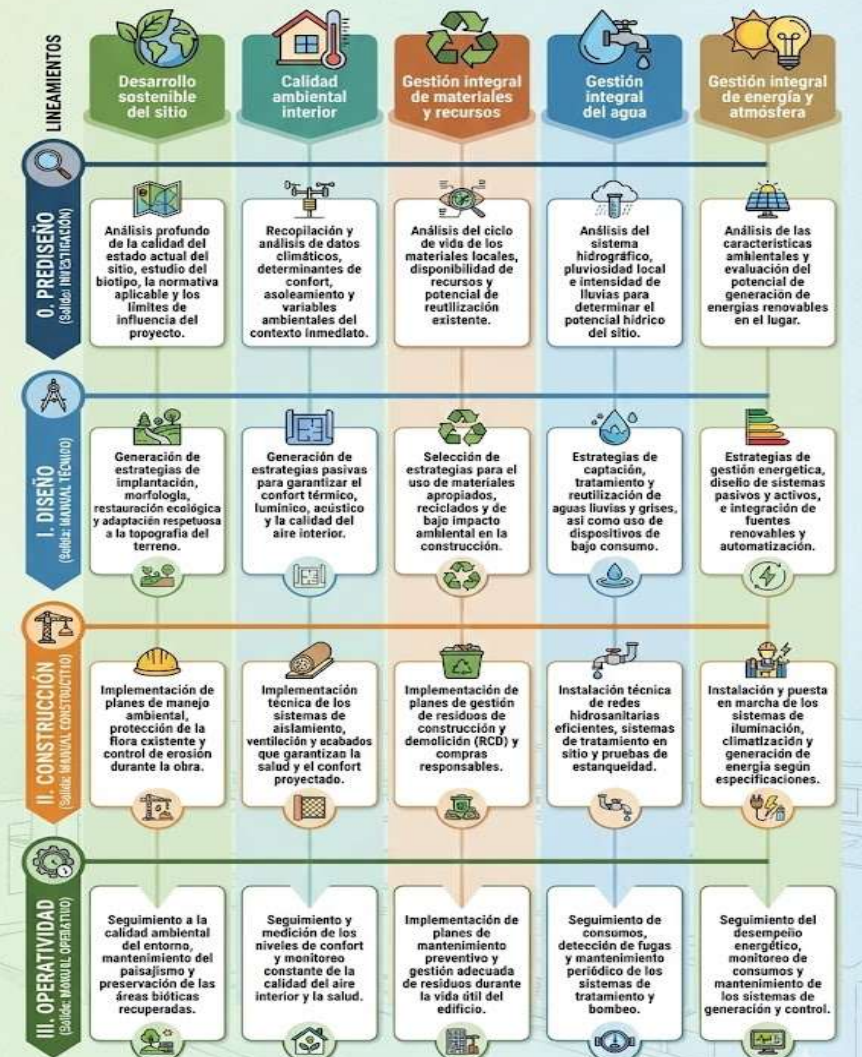 LINEAMIENTOS
Desarrollo
sostenible
del sitio
Calidad
ambiental
interior
Gestión integral
de materiales
y recursos
Gestión
integral
del agua
Gestión integral
de energía y
atmósfera
0. PREDISEÑO
(Salida: INVESTIGACIÓN)
Análisis profundo
de la calidad del
estado actual del
sitio, estudio del
biotipo, la normativa
aplicable y los
límites de
influencia del
proyecto.
Recopilación y
análisis de datos
climáticos,
determinantes de
confort,
asoleamiento y
variables
ambientales del
contexto inmediato.
Análisis del ciclo
de vida de los
materiales locales,
disponibilidad de
recursos y
potencial de
reutilización
existente.
Análisis del
sistema
hidrográfico,
pluviosidad local
e intensidad de
lluvias para
determinar el
potencial hídrico
del sitio.
Análisis de las
características
ambientales y
evaluación del
potencial de
generación de
energías renovables
en el lugar.
I. DISEÑO
(Salida: MANUAL TÉCNICO)
Generación de
estrategias de
implantación,
morfología,
restauración ecológica
y adaptación respetuosa
a la topografía del
terreno.
Generación de
estrategias pasivas
para garantizar el
confort térmico,
lumínico, acústico
y la calidad del
aire interior.
Selección de
estrategias para el
uso de materiales
apropiados,
reciclados y de
bajo impacto
ambiental en la
construcción.
Estrategias de
captación,
tratamiento y
reutilización de
aguas lluvias y grises,
así como uso de
dispositivos de
bajo consumo.
Estrategias de
gestión energética,
diseño de sistemas
pasivos y activos,
e integración de
fuentes
renovables y
automatización.
II. CONSTRUCCIÓN
(Salida: MANUAL CONSTRUCTIO)
Implementación de
planes de manejo
ambiental,
protección de la
flora existente y
control de erosión
durante la obra.
Implementación
técnica de los
sistemas de
aislamiento,
ventilación y acabados
que garantizan la
salud y el confort
proyectado.
Implementación de
planes de gestión
de residuos de
construcción y
demolición (RCD) y
compras
responsables.
Instalación técnica
de redes
hidrosanitarias
eficientes, sistemas
de tratamiento en
sitio y pruebas de
estanqueidad.
Instalación y puesta
en marcha de los
sistemas de
iluminación,
climatización y
generación de
energía según
especificaciones.
III. OPERATIVIDAD
(Salida: MANUAL OPERATIVO)
Seguimiento a la
calidad ambiental
del entorno,
mantenimiento del
paisajismo y
preservación de las
áreas bióticas
recuperadas.
Seguimiento y
medición de los
niveles de confort
y monitoreo
constante de la
calidad del aire
interior y la salud.
Implementación de
planes de
mantenimiento
preventivo y
gestión adecuada
de residuos durante
la vida útil del
edificio.
Seguimiento de
consumos,
detección de fugas
y mantenimiento
periódico de los
sistemas de
tratamiento y
bombeo.
Seguimiento del
desempeño
energético,
monitoreo de
consumos y
mantenimiento de
los sistemas de
generación y control.